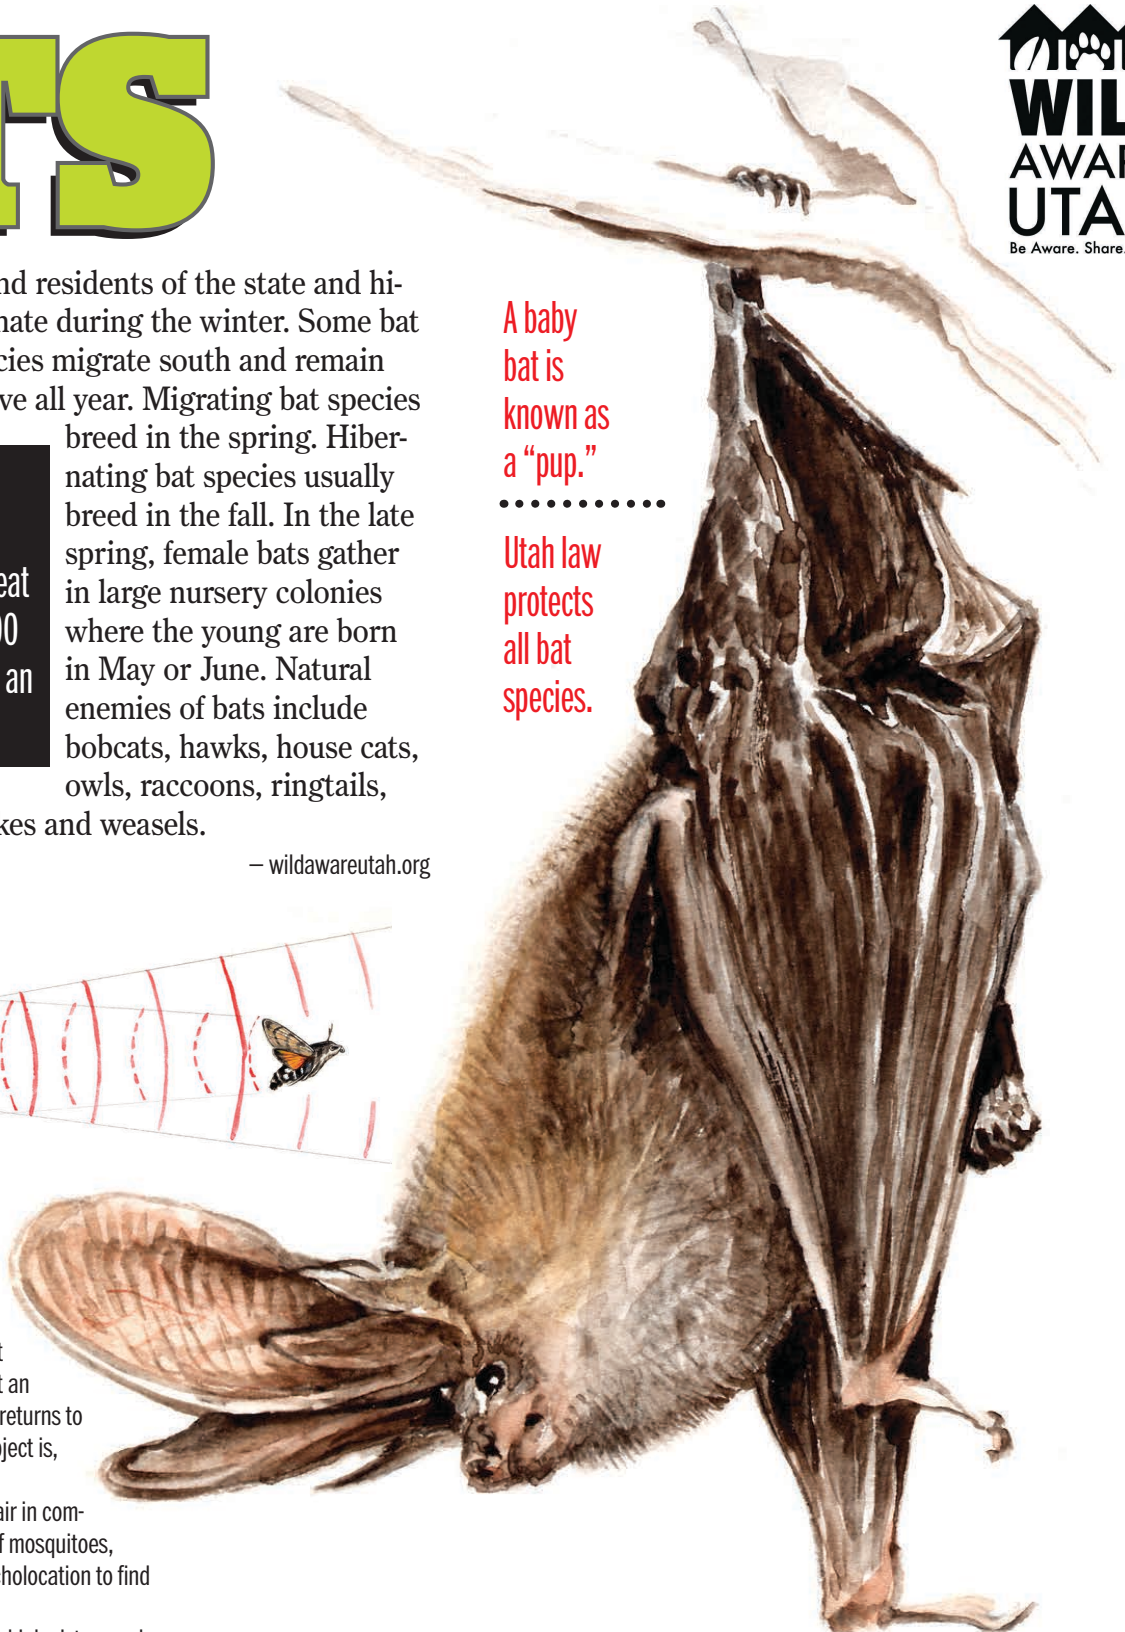 TS
WIL
AWAR
UTA
Be Aware. Share.
nd residents of the state and hi-
nate during the winter. Some bat
cies migrate south and remain
ve all year. Migrating bat species
breed in the spring. Hiber-
nating bat species usually
breed in the fall. In the late
spring, female bats gather
in large nursery colonies
where the young are born
in May or June. Natural
enemies of bats include
bobcats, hawks, house cats,
owls, raccoons, ringtails,
kes and weasels.
– wildawareutah.org
eat
00
an
A baby
bat is
known as
a “pup.”
Utah law
protects
all bat
species.
t
t an
returns to
ject is,
air in com-
f mosquitoes,
holocation to find